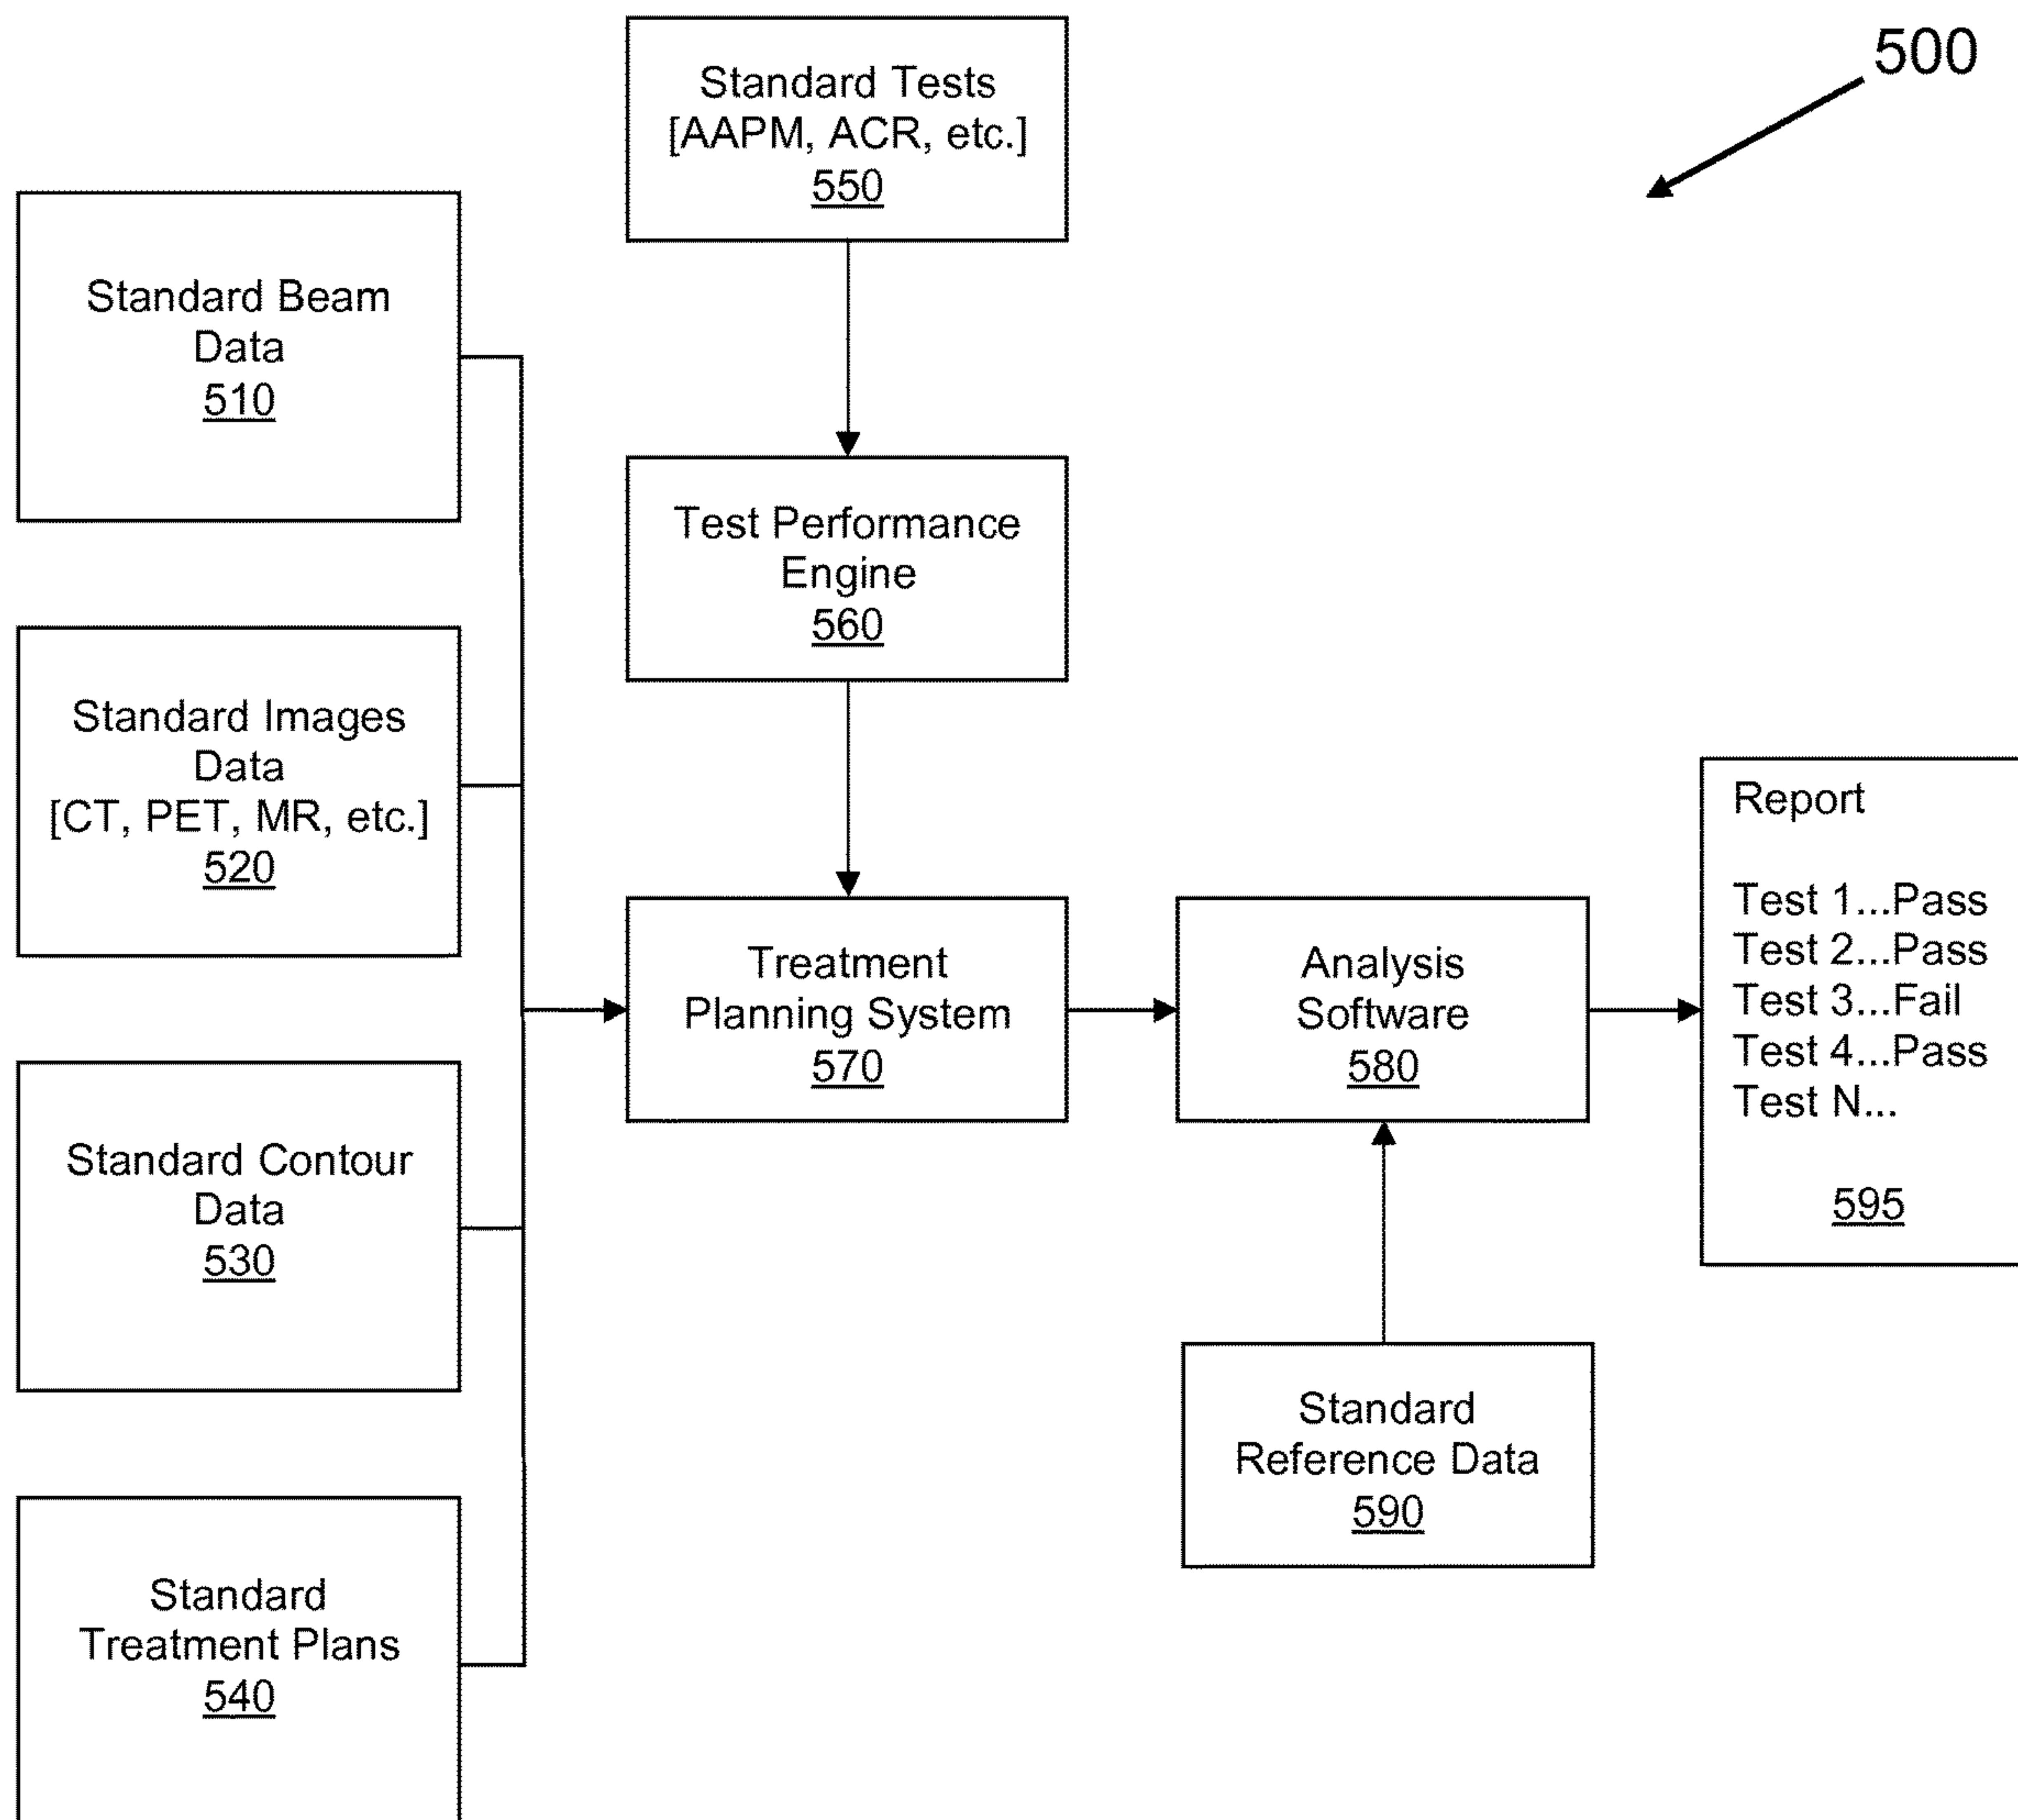 500
Standard Tests
[AAPM, ACR, etc.]
550
Standard Beam
Data
510
Test Performance
Engine
560
Standard Images
Data
[CT, PET, MR, etc.]
520
Treatment
Planning System
570
Analysis
Software
580
Report
Test 1...Pass
Test 2...Pass
Test 3...Fail
Test 4...Pass
Test N...
595
Standard Contour
Data
530
Standard
Reference Data
590
Standard
Treatment Plans
540